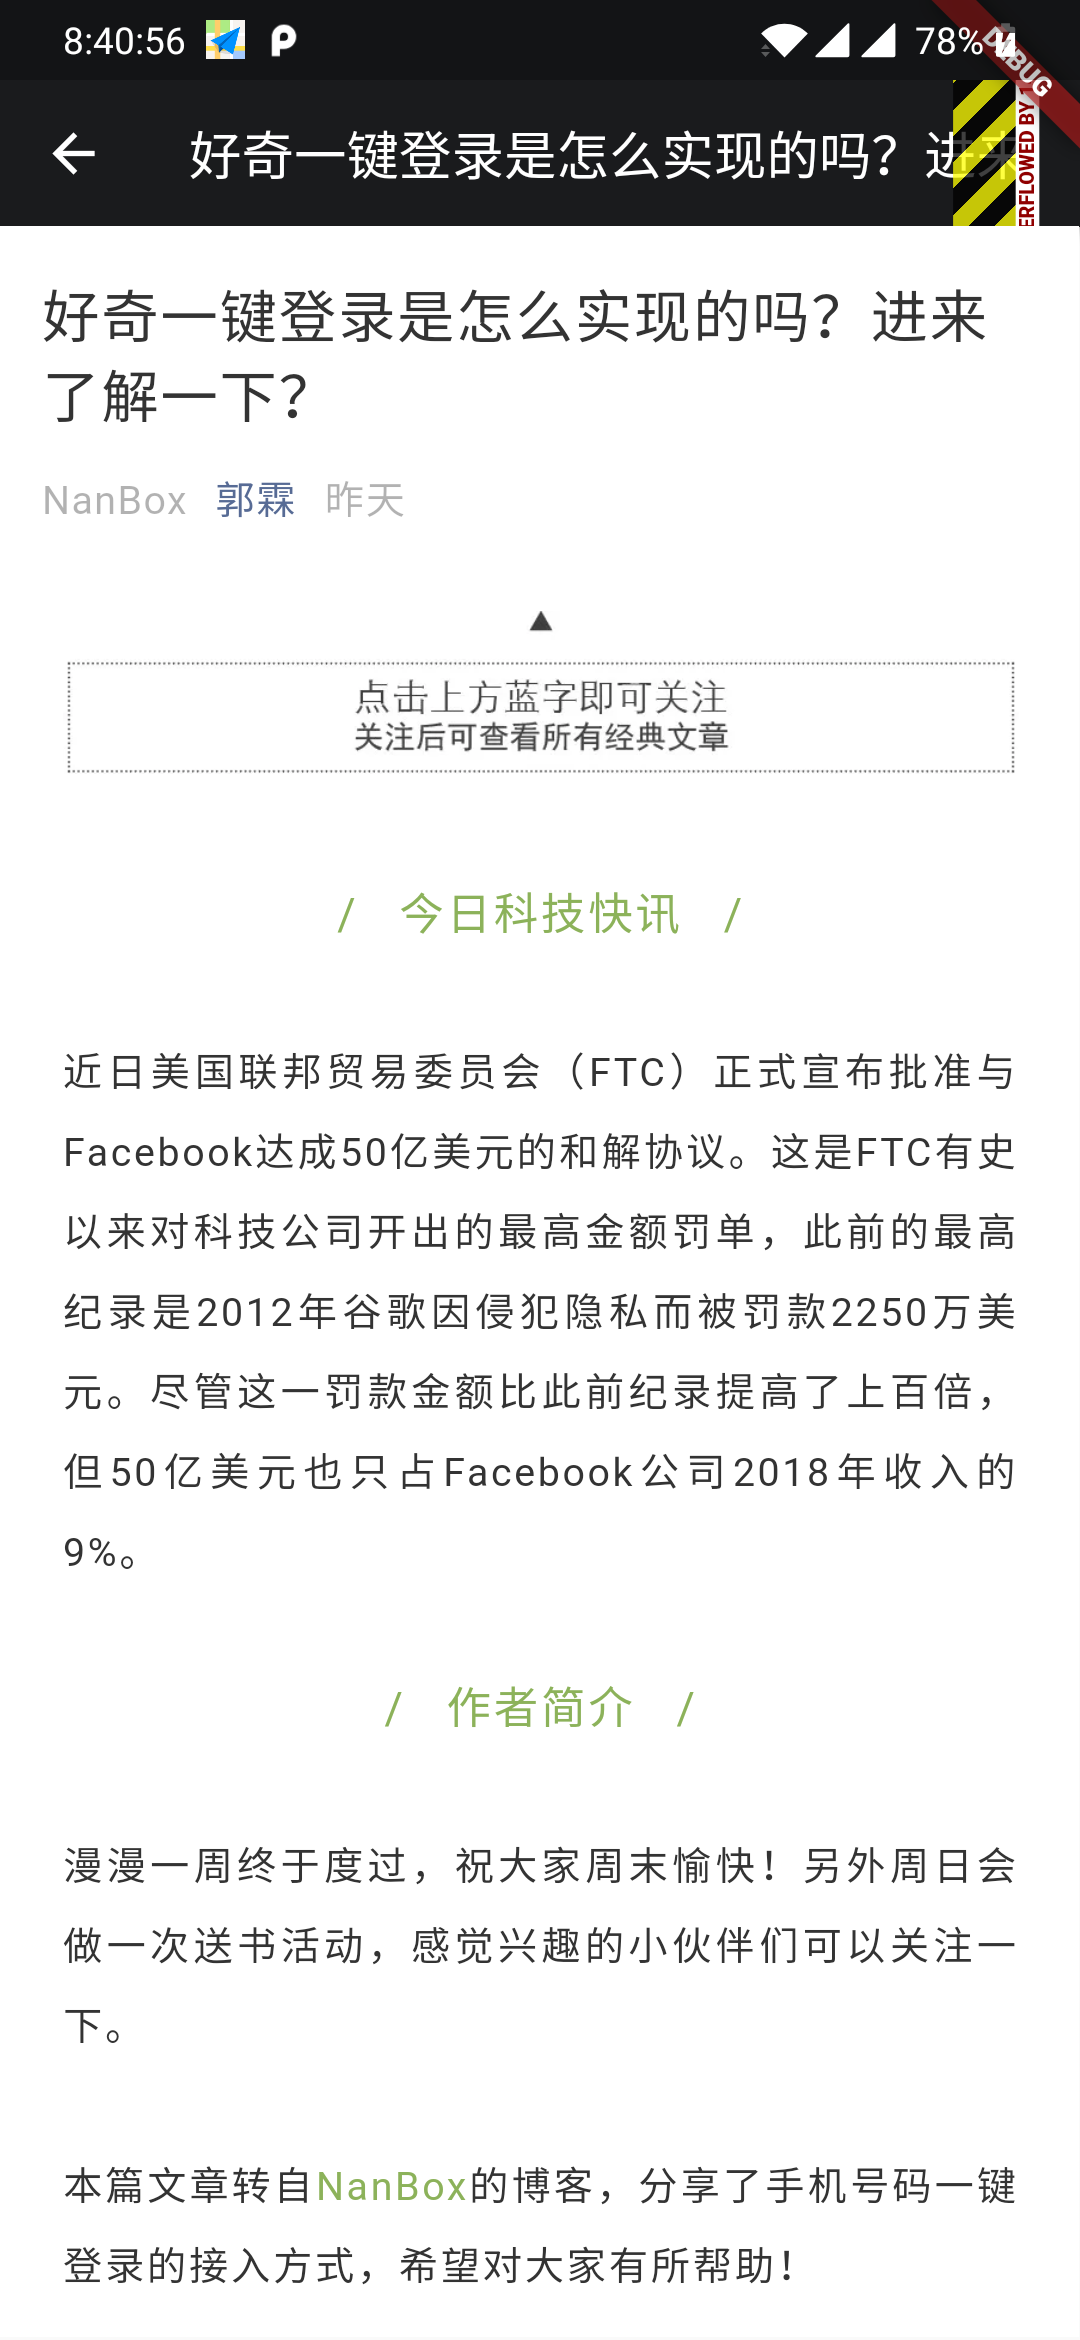 8:40:56 78%
DEBUG
好奇一键登录是怎么实现的吗？进来
ERFLOWED BY
好奇一键登录是怎么实现的吗？进来
了解一下？
NanBox 郭霖 昨天
▲
点击上方蓝字即可关注
关注后可查看所有经典文章
/ 今日科技快讯 /
近日美国联邦贸易委员会（FTC）正式宣布批准与
Facebook达成50亿美元的和解协议。这是FTC有史
以来对科技公司开出的最高金额罚单，此前的最高
纪录是2012年谷歌因侵犯隐私而被罚款2250万美
元。尽管这一罚款金额比此前纪录提高了上百倍，
但50亿美元也只占Facebook公司2018年收入的
9%。
/ 作者简介 /
漫漫一周终于度过，祝大家周末愉快！另外周日会
做一次送书活动，感觉兴趣的小伙伴们可以关注一
下。
本篇文章转自NanBox的博客，分享了手机号码一键
登录的接入方式，希望对大家有所帮助！